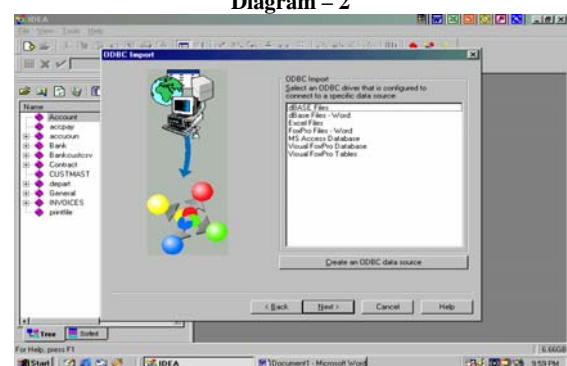 Diagram – 2
IDEA
File View Tools Help
ODBC Import
ODBC Import
Select an ODBC driver that is configured to
connect to a specific data source:
dBASE Files
dBase Files - Word
Excel Files
FoxPro Files - Word
MS Access Database
Visual FoxPro Database
Visual FoxPro Tables
Create an ODBC data source
< Back
Next >
Cancel
Help
Name
Account
accpay
Bank
Bankcustcsv
Contract
CUSTMAST
depart
General
INVOICES
printfile
Tree
Sorted
For Help, press F1
6.66GB
Start
IDEA
Document1 - Microsoft Word
9:59 PM